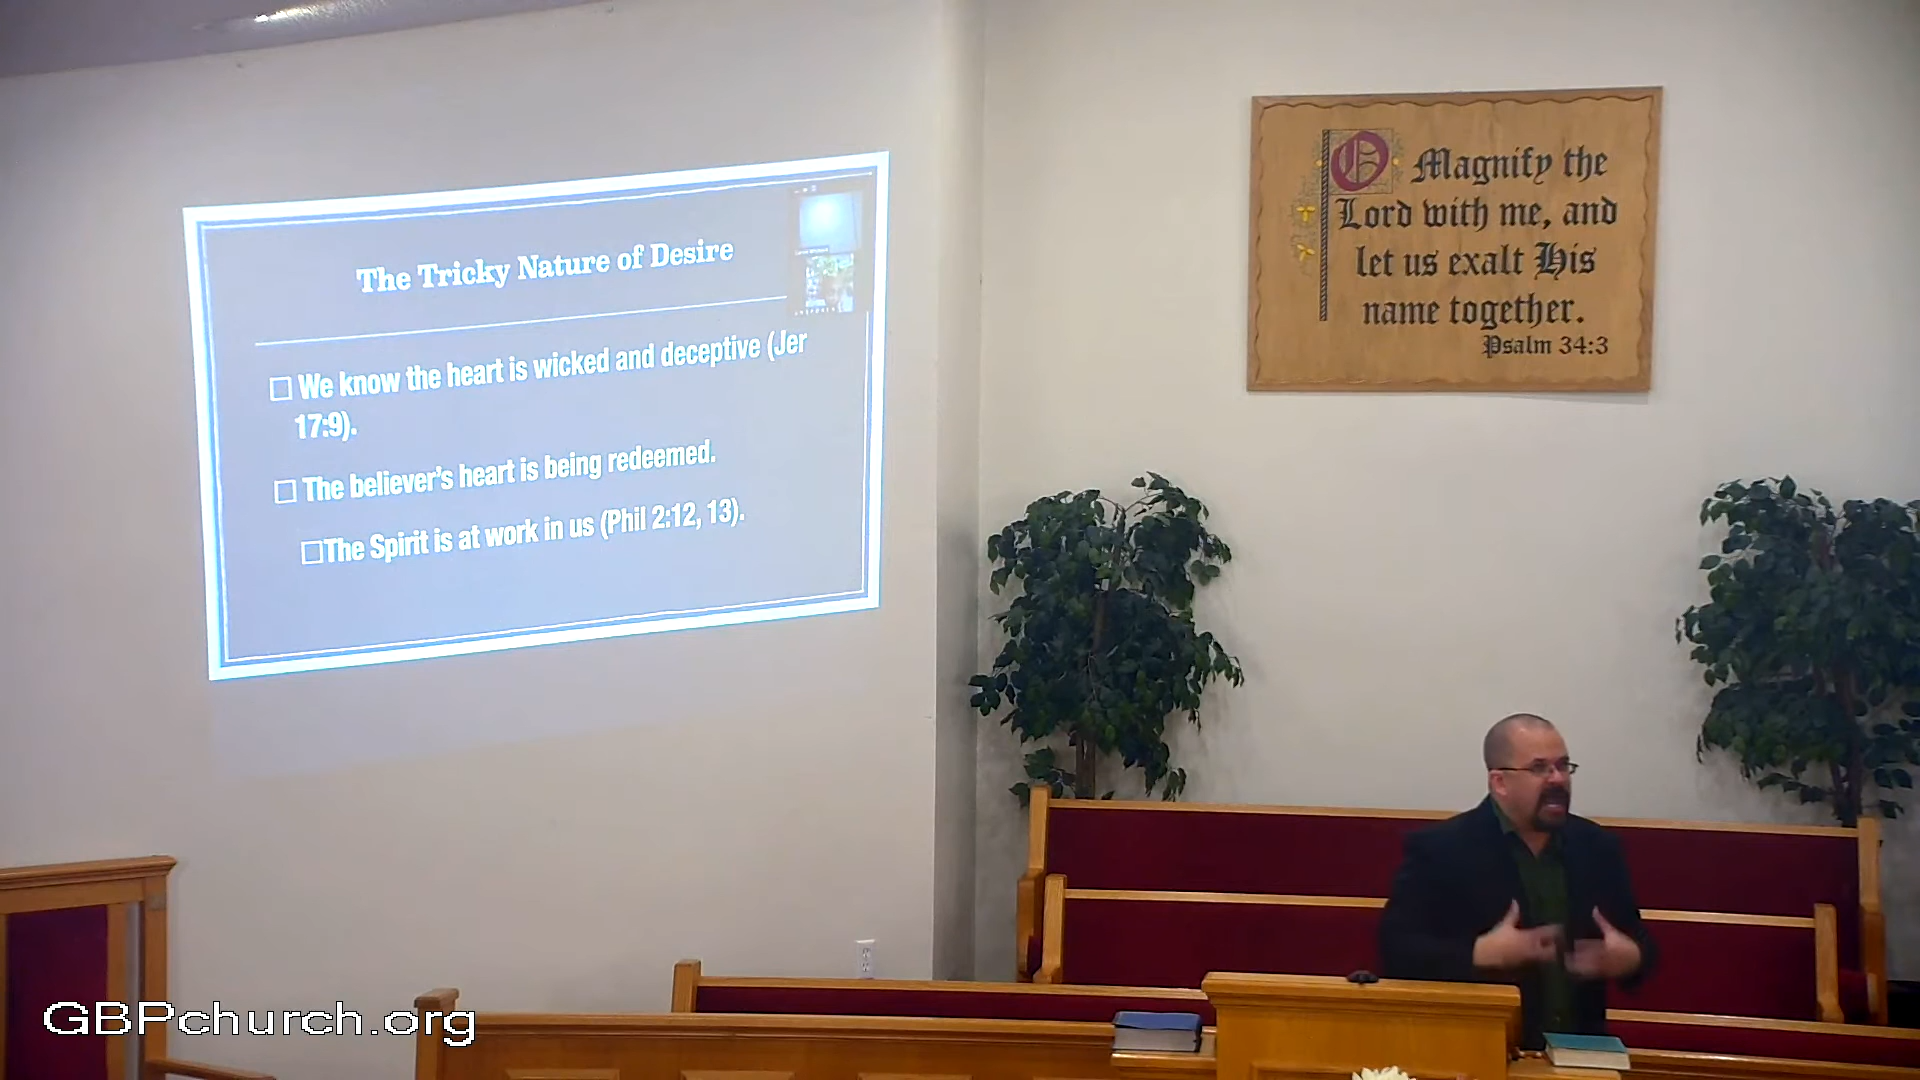 The Tricky Nature of Desire
We know the heart is wicked and deceptive (Jer
17:9).
The believer's heart is being redeemed.
The Spirit is at work in us (Phil 2:12, 13).
O Magnify the
Lord with me, and
let us exalt His
name together.
Psalm 34:3
GBPchurch.org